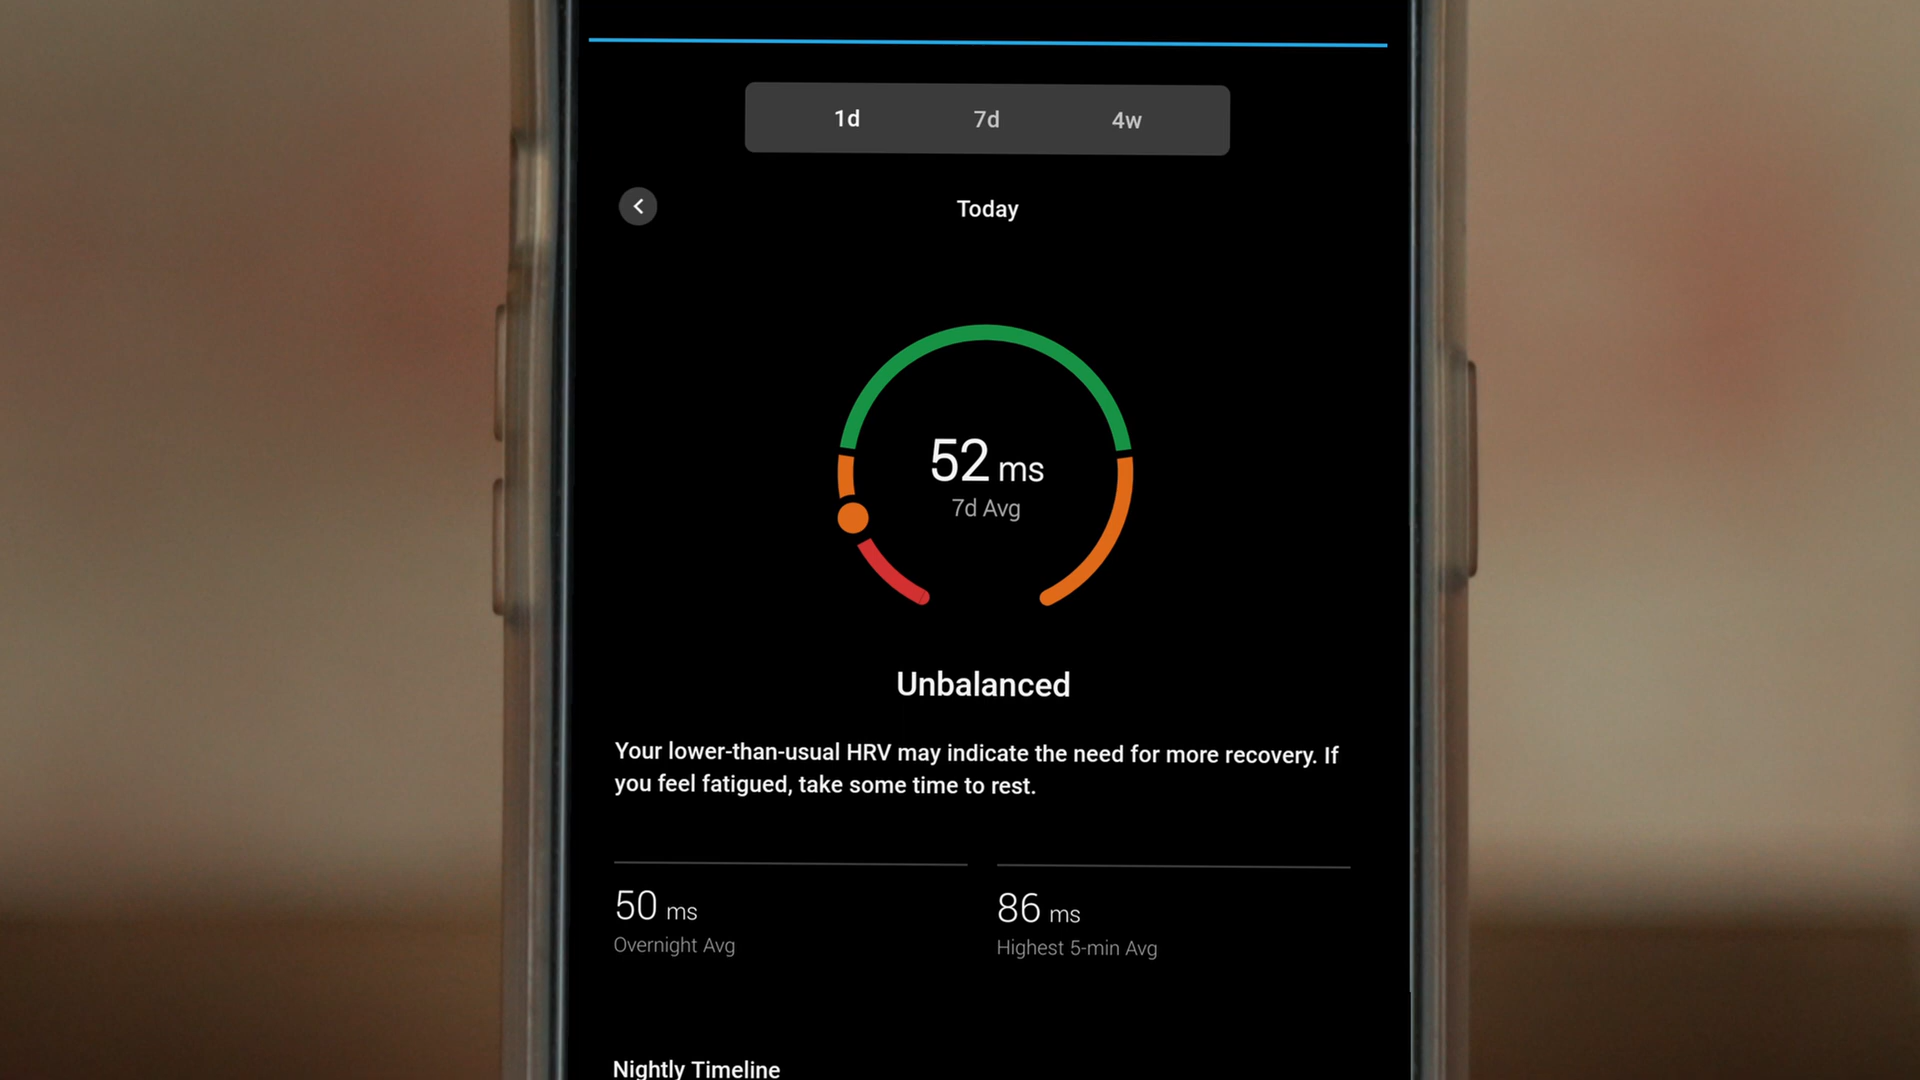 1d 7d 4w
Today
52 ms
7d Avg
Unbalanced
Your lower-than-usual HRV may indicate the need for more recovery. If
you feel fatigued, take some time to rest.
50 ms
Overnight Avg
86 ms
Highest 5-min Avg
Nightly Timeline